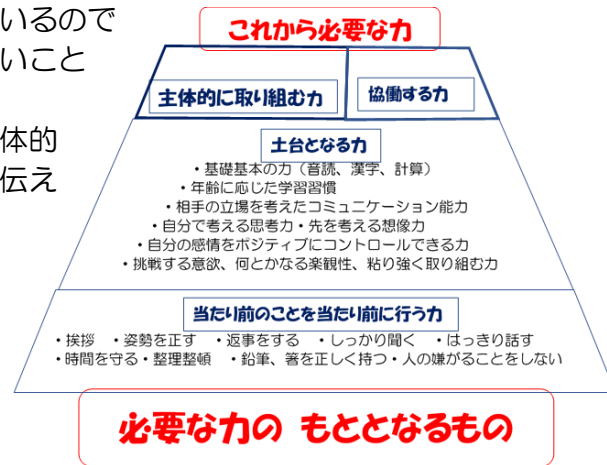 いるので
いこと
体的
伝え
これから必要な力
主体的に取り組む力
協働する力
土台となる力
・基礎基本の力（音読、漢字、計算）
・年齢に応じた学習習慣
・相手の立場を考えたコミュニケーション能力
・自分で考える思考力・先を考える想像力
・自分の感情をポジティブにコントロールできる力
・挑戦する意欲、何とかなる楽観性、粘り強く取り組む力
当たり前のことを当たり前に行う力
・挨拶　・姿勢を正す　・返事をする　・しっかり聞く　・はっきり話す
・時間を守る・整理整頓　・鉛筆、箸を正しく持つ・人の嫌がることをしない
必要な力の もととなるもの